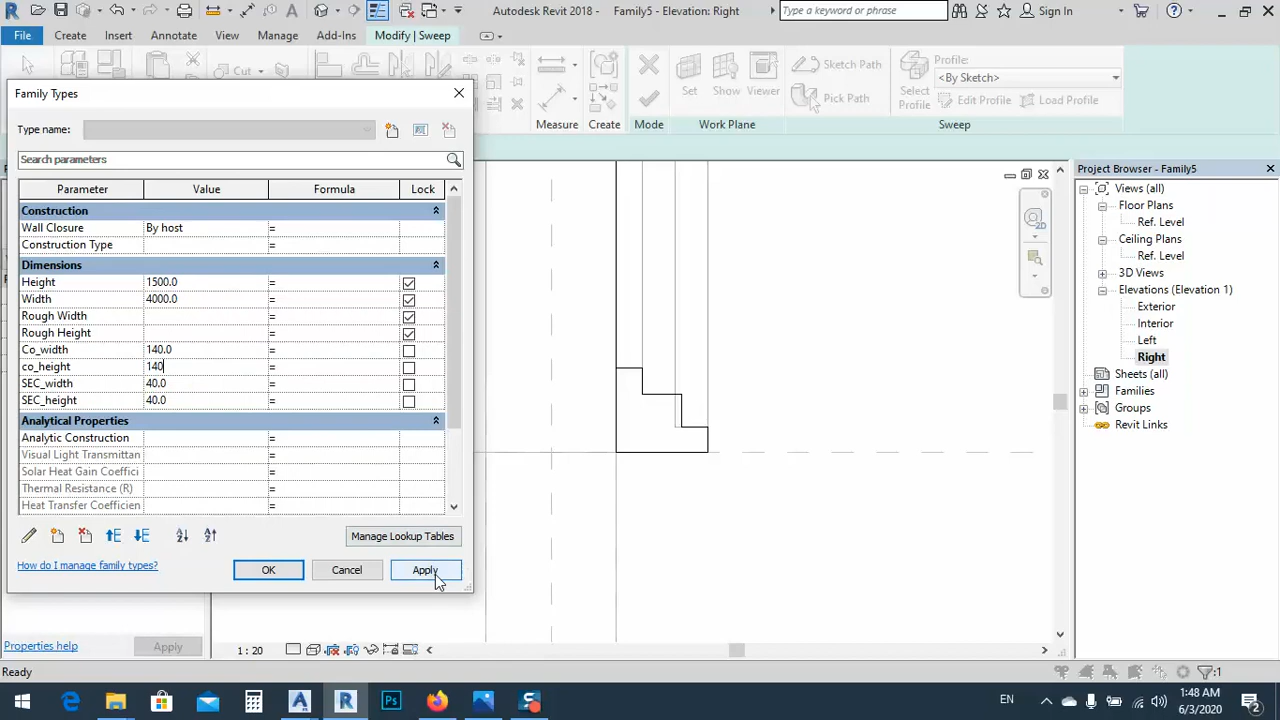 Autodesk Revit 2018 - Family5 - Elevation: Right
Type a keyword or phrase
Sign In
File
Create
Insert
Annotate
View
Manage
Add-Ins
Modify | Sweep
Cut
Measure
Create
Mode
Set
Show
Viewer
Work Plane
Sketch Path
Pick Path
Select
Profile
Profile:
<By Sketch>
Edit Profile
Load Profile
Sweep
Family Types
Type name:
Search parameters
Parameter Value Formula Lock
Construction
Wall Closure By host =
Construction Type =
Dimensions
Height 1500.0 =
Width 4000.0 =
Rough Width =
Rough Height =
Co_width 140.0 =
co_height 140 =
SEC_width 40.0 =
SEC_height 40.0 =
Analytical Properties
Analytic Construction =
Visual Light Transmittan =
Solar Heat Gain Coeffici =
Thermal Resistance (R) =
Heat Transfer Coefficien =
Manage Lookup Tables
How do I manage family types?
OK
Cancel
Apply
Properties help
Apply
2D
Project Browser - Family5
Views (all)
Floor Plans
Ref. Level
Ceiling Plans
Ref. Level
3D Views
Elevations (Elevation 1)
Exterior
Interior
Left
Right
Sheets (all)
Families
Groups
Revit Links
1 : 20
Ready
:1
EN
1:48 AM
6/3/2020
2